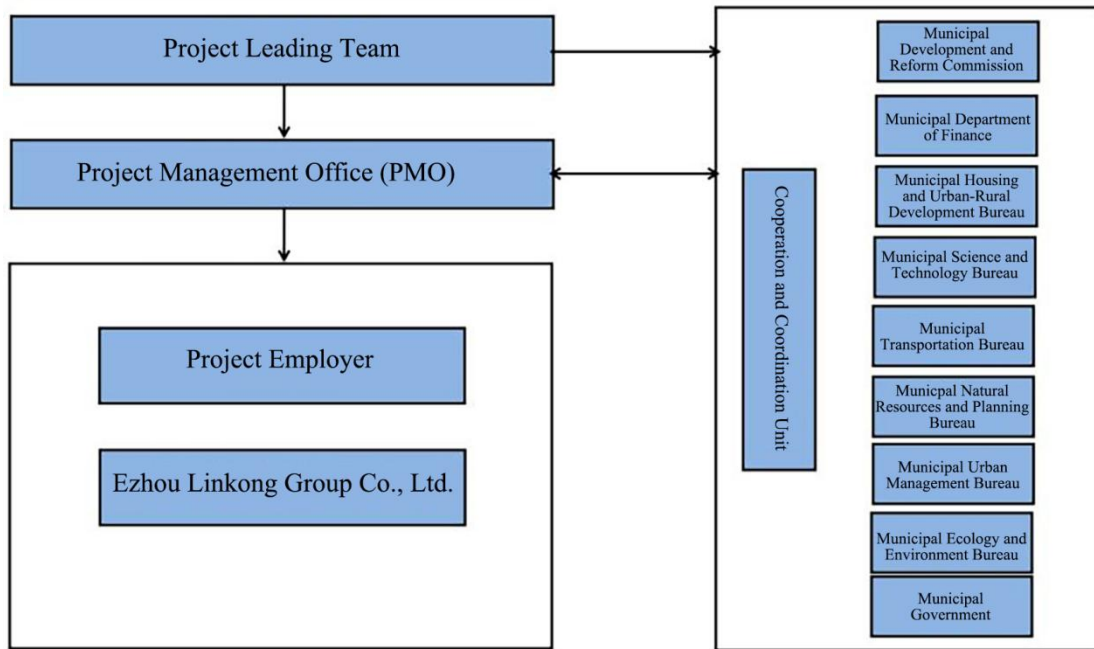 Project Leading Team
Project Management Office (PMO)
Project Employer
Ezhou Linkong Group Co., Ltd.
Cooperation and Coordination Unit
Municipal
Development and
Reform Commission
Municipal Department
of Finance
Municipal Housing
and Urban-Rural
Development Bureau
Municipal Science and
Technology Bureau
Municipal
Transportation Bureau
Municpal Natural
Resources and Planning
Bureau
Municipal Urban
Management Bureau
Municipal Ecology and
Environment Bureau
Municipal
Government